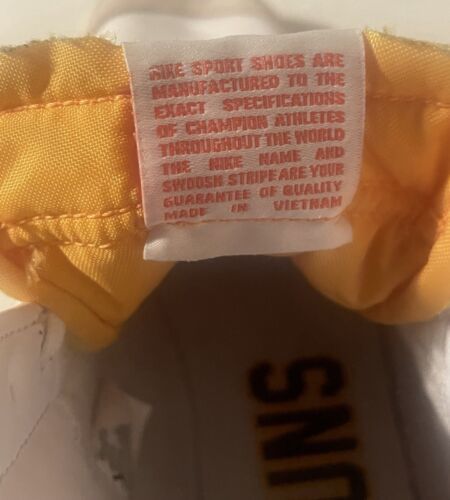 NIKE SPORT SHOES ARE
MANUFACTURED TO THE
EXACT SPECIFICATIONS
OF CHAMPION ATHLETES
THROUGHOUT THE WORLD
THE NIKE NAME AND
SWOOSH STRIPE ARE YOUR
GUARANTEE OF QUALITY
MADE IN VIETNAM
SNU